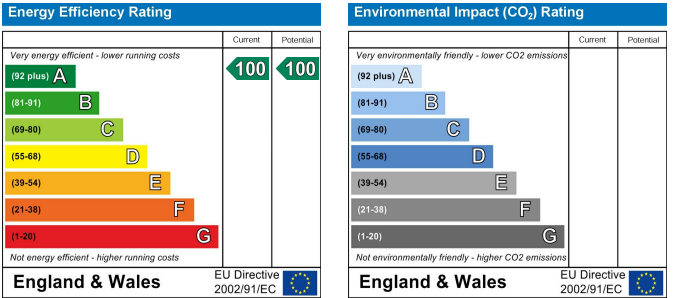 Energy Efficiency Rating
Current Potential
Very energy efficient - lower running costs
(92 plus) A
100 100
(81-91) B
(69-80) C
(55-68) D
(39-54) E
(21-38) F
(1-20) G
Not energy efficient - higher running costs
England & Wales
EU Directive
2002/91/EC
Environmental Impact (CO₂) Rating
Current Potential
Very environmentally friendly - lower CO2 emissions
(92 plus) A
(81-91) B
(69-80) C
(55-68) D
(39-54) E
(21-38) F
(1-20) G
Not environmentally friendly - higher CO2 emissions
England & Wales
EU Directive
2002/91/EC